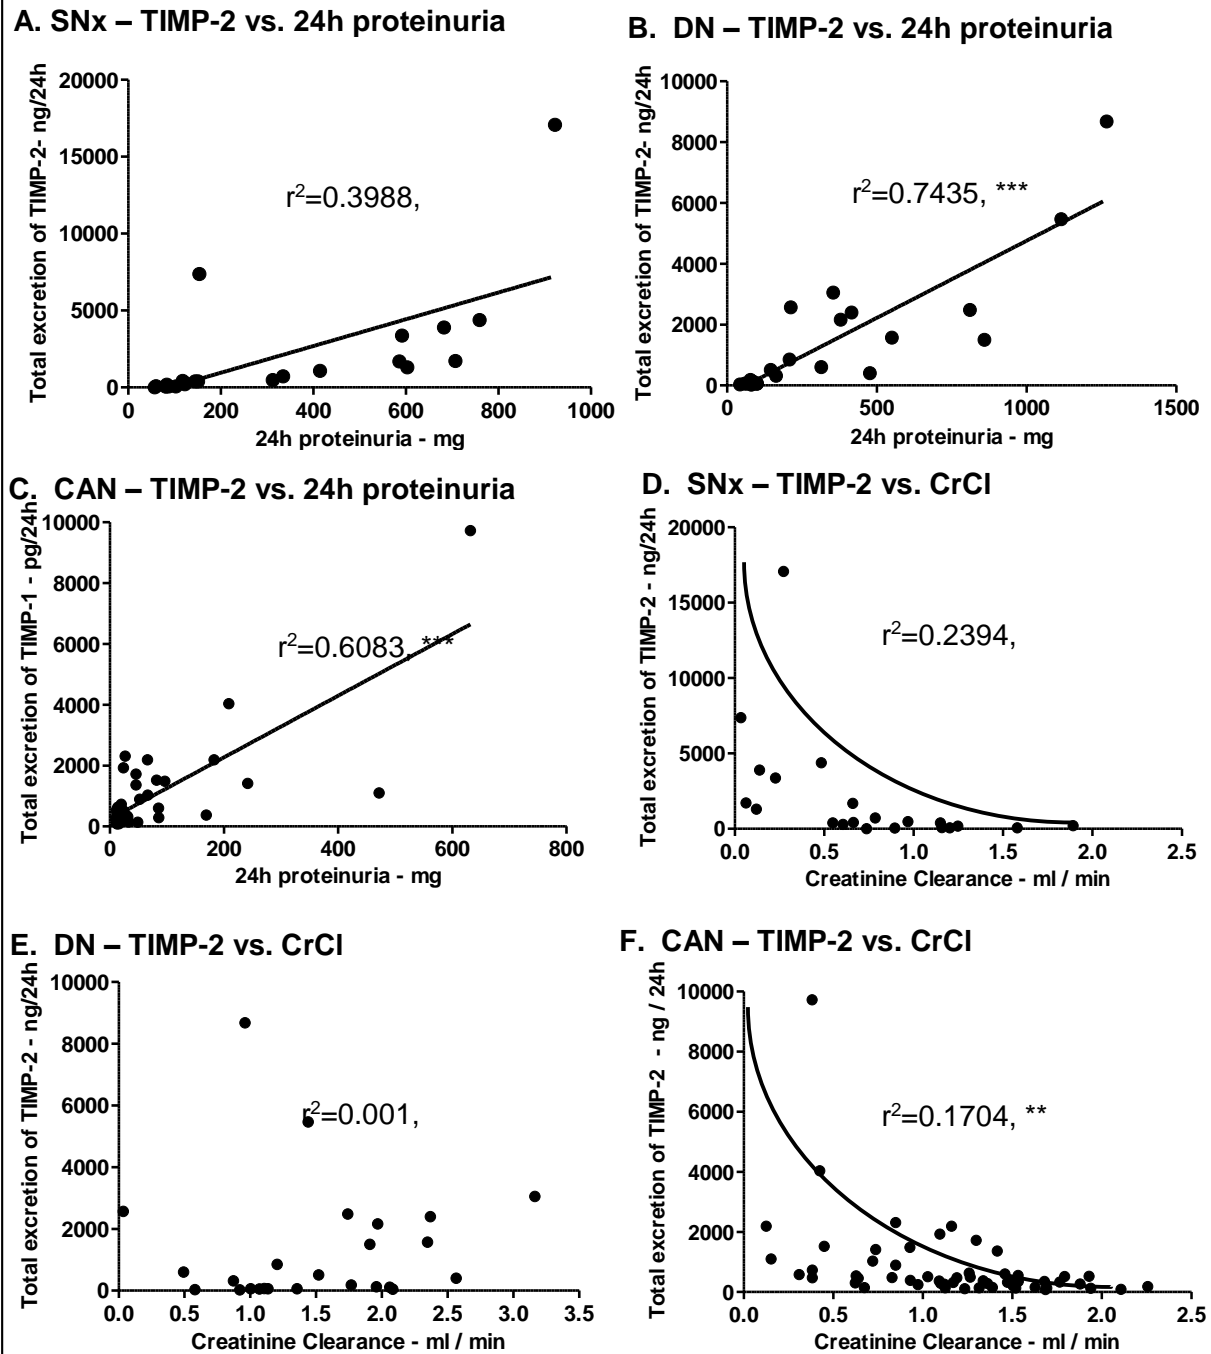 A. SNx – TIMP-2 vs. 24h proteinuria
Total excretion of TIMP-2- ng/24h
20000
15000
10000
5000
0
r²=0.3988,
0 200 400 600 800 1000
24h proteinuria - mg
B. DN – TIMP-2 vs. 24h proteinuria
Total excretion of TIMP-2- ng/24h
10000
8000
6000
4000
2000
0
r²=0.7435, ***
0 500 1000 1500
24h proteinuria - mg
C. CAN – TIMP-2 vs. 24h proteinuria
Total excretion of TIMP-1 - pg/24h
10000
8000
6000
4000
2000
0
r²=0.6083, ***
0 200 400 600 800
24h proteinuria - mg
D. SNx – TIMP-2 vs. CrCl
Total excretion of TIMP-2 - ng/24h
20000
15000
10000
5000
0
r²=0.2394,
0.0 0.5 1.0 1.5 2.0 2.5
Creatinine Clearance - ml / min
E. DN – TIMP-2 vs. CrCl
Total excretion of TIMP-2 - ng/24h
10000
8000
6000
4000
2000
0
r²=0.001,
0.0 0.5 1.0 1.5 2.0 2.5 3.0 3.5
Creatinine Clearance - ml / min
F. CAN – TIMP-2 vs. CrCl
Total excretion of TIMP-2 - ng / 24h
10000
8000
6000
4000
2000
0
r²=0.1704, **
0.0 0.5 1.0 1.5 2.0 2.5
Creatinine Clearance - ml / min